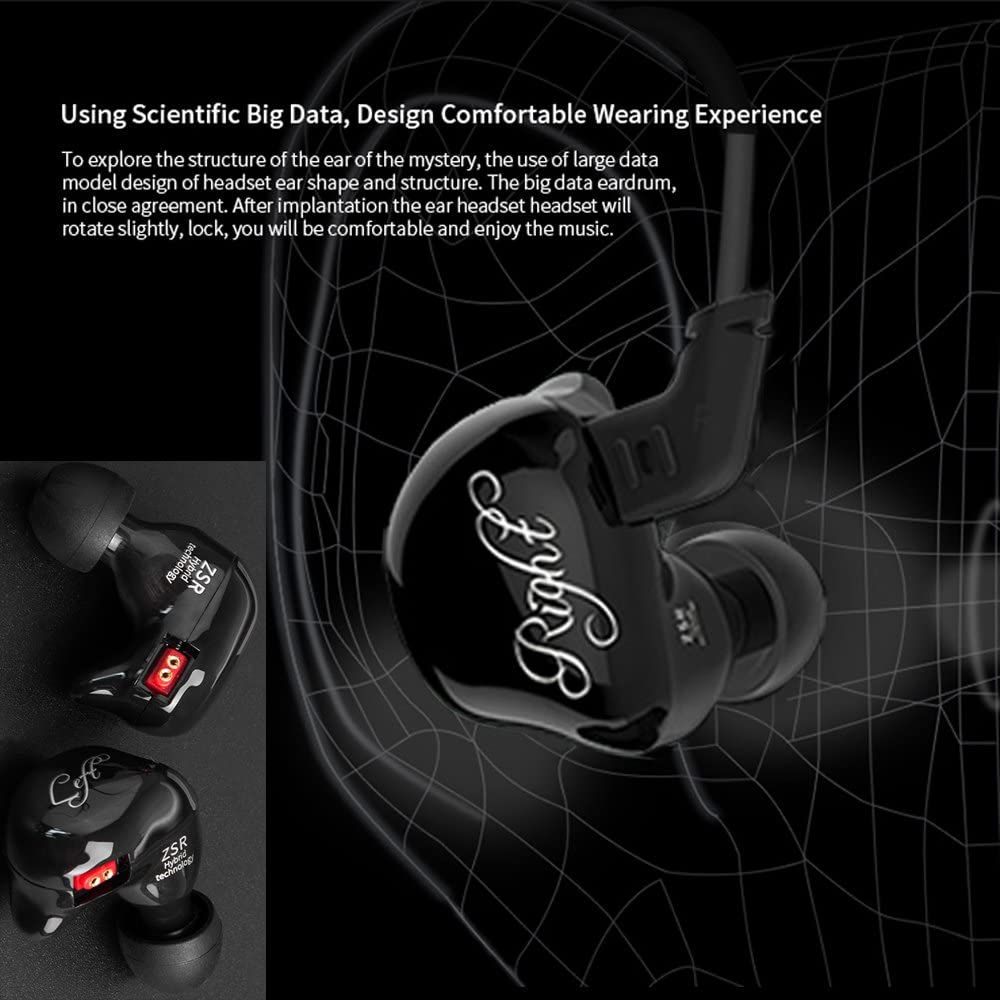 Using Scientific Big Data, Design Comfortable Wearing Experience
To explore the structure of the ear of the mystery, the use of large data
model design of headset ear shape and structure. The big data eardrum,
in close agreement. After implantation the ear headset headset will
rotate slightly, lock, you will be comfortable and enjoy the music.
Right
ZSR
ZSR
Hybrid
technology
Left
ZSR
Hybrid
technology